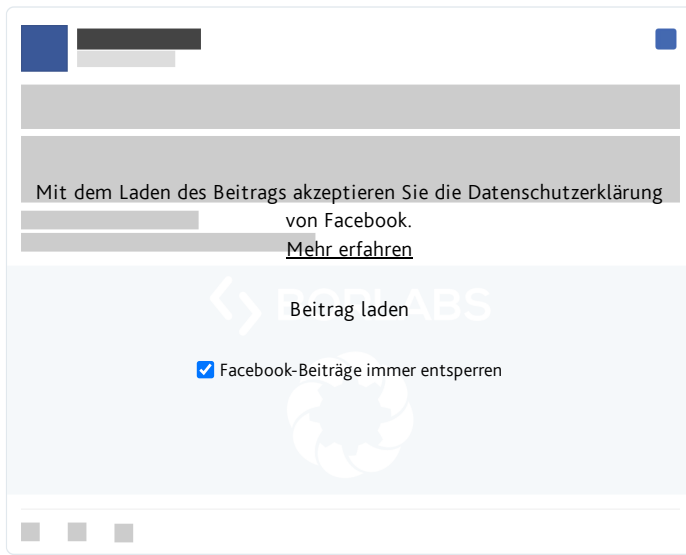 Mit dem Laden des Beitrags akzeptieren Sie die Datenschutzerklärung
von Facebook.
Mehr erfahren
Beitrag laden
Facebook-Beiträge immer entsperren